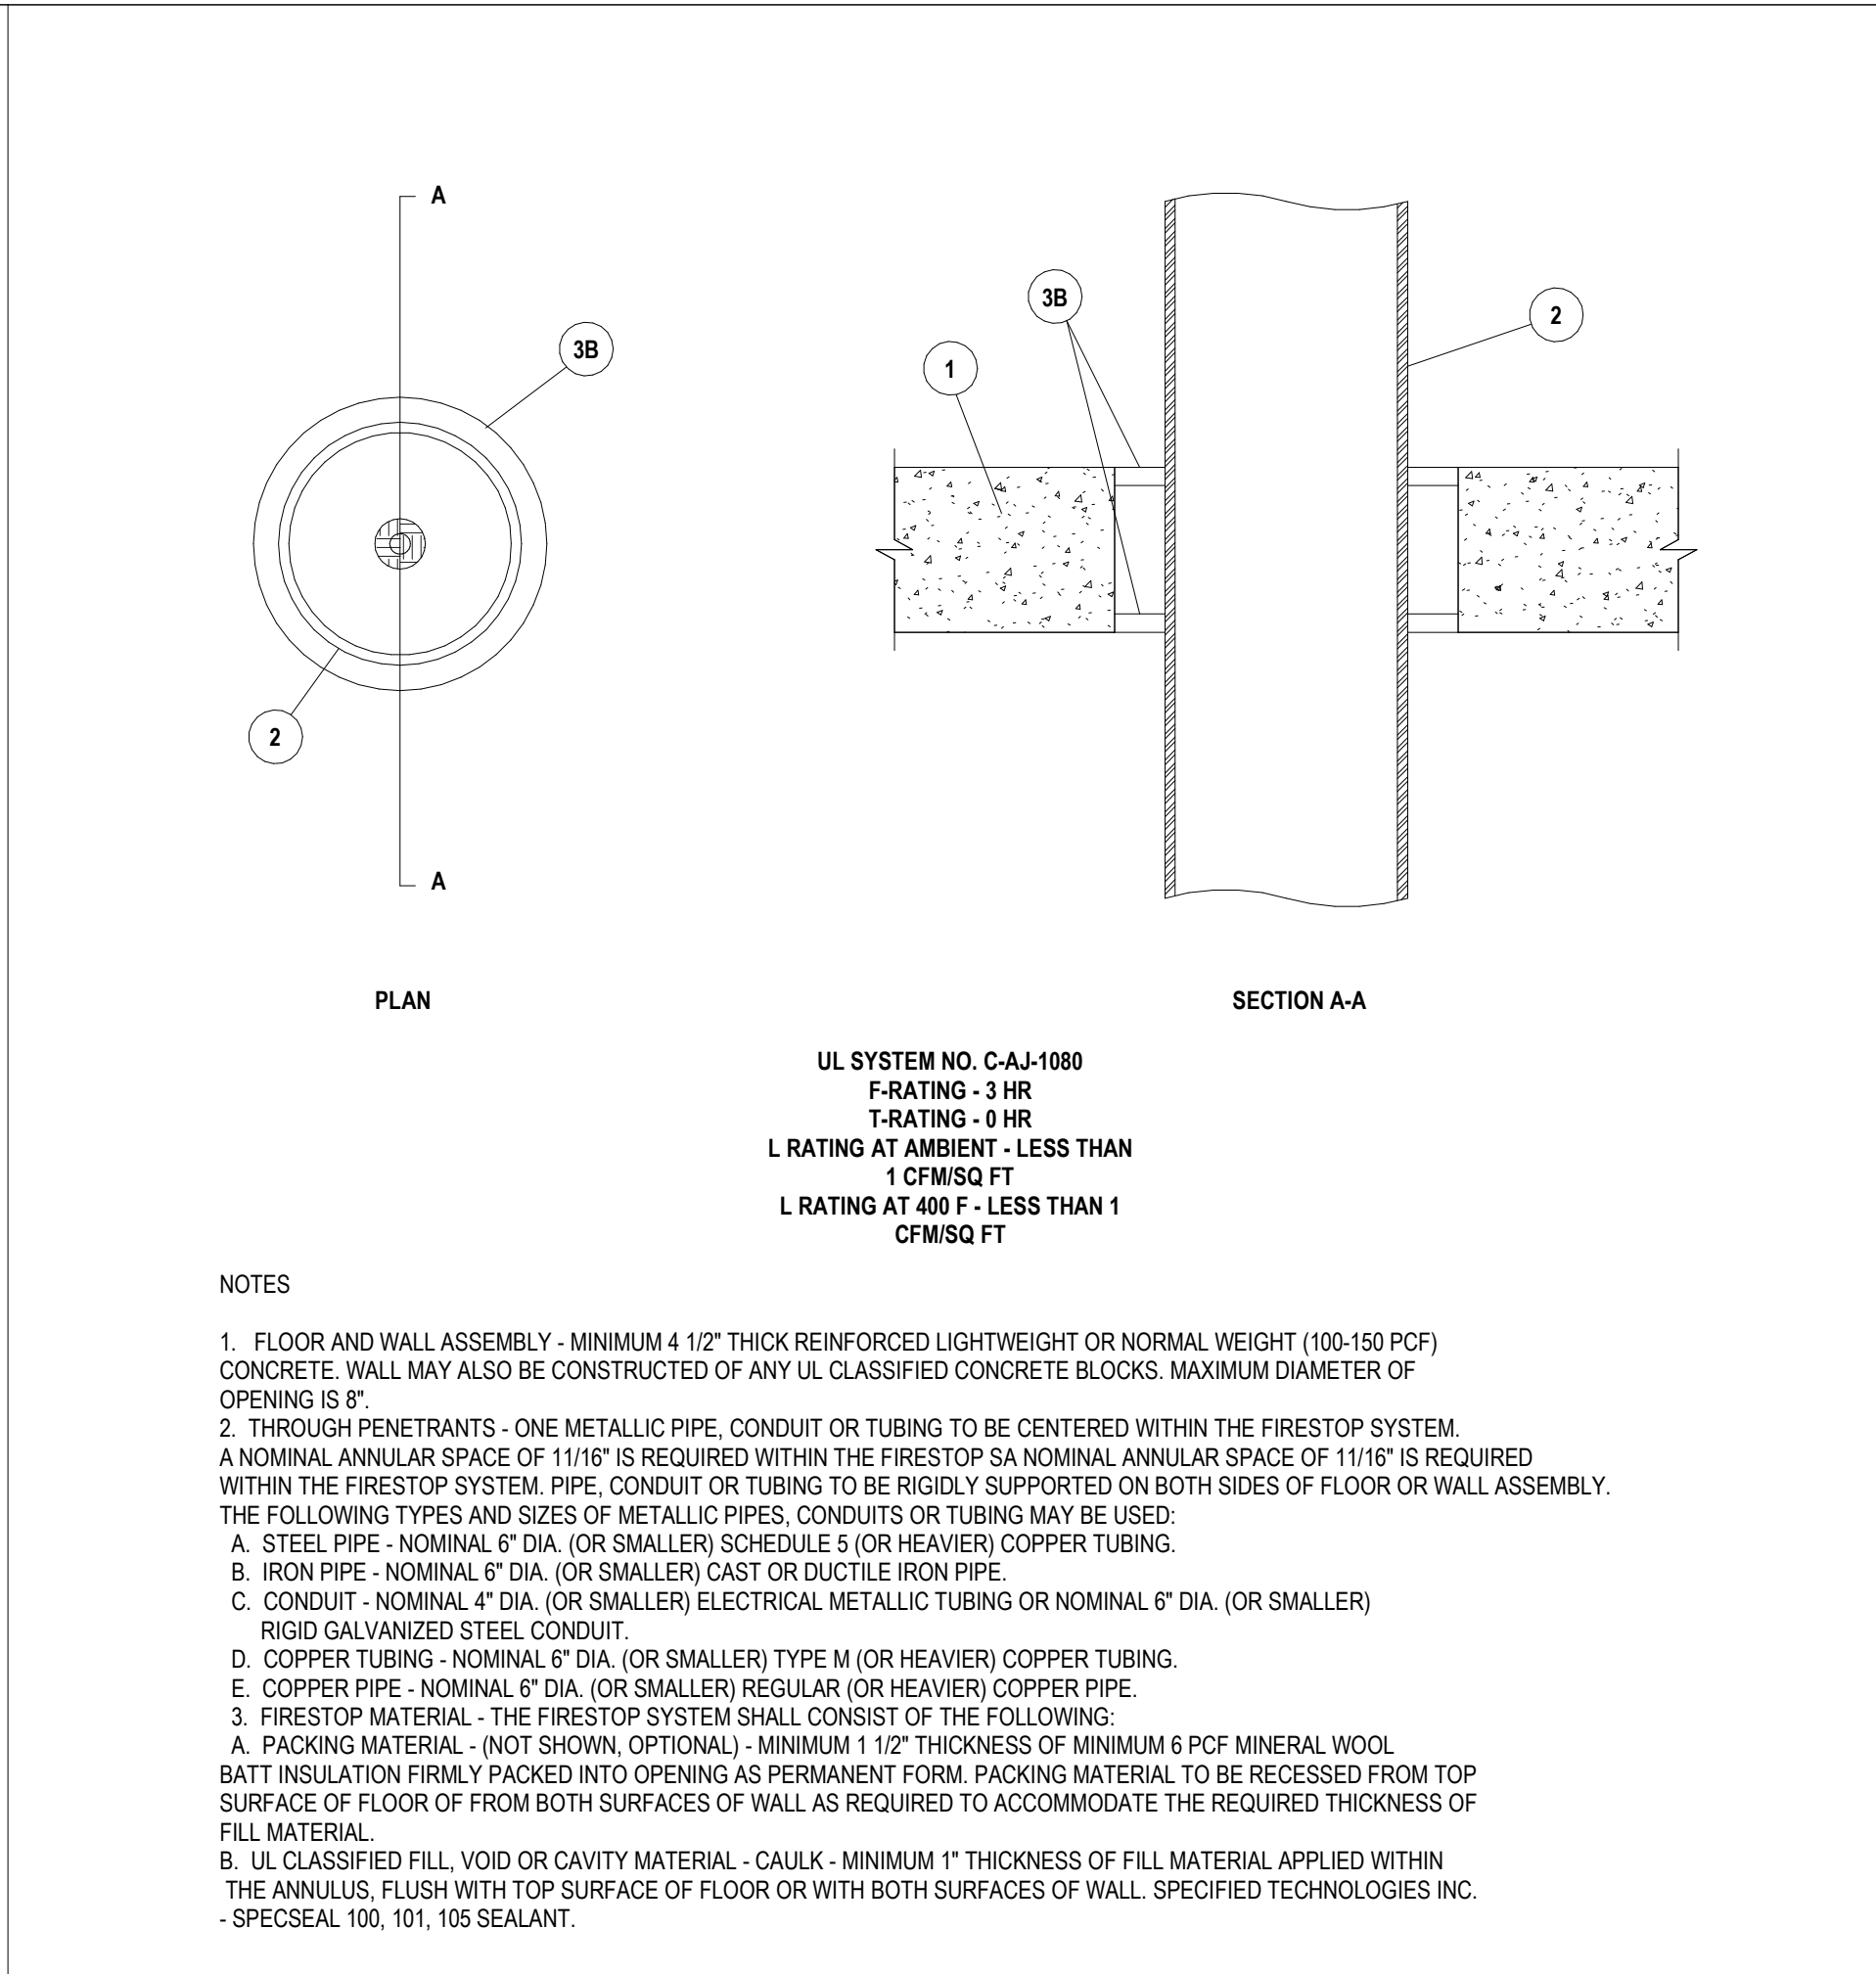 A
3B
2
A
3B
1
2
PLAN
SECTION A-A
UL SYSTEM NO. C-AJ-1080
F-RATING - 3 HR
T-RATING - 0 HR
L RATING AT AMBIENT - LESS THAN
1 CFM/SQ FT
L RATING AT 400 F - LESS THAN 1
CFM/SQ FT
NOTES
1. FLOOR AND WALL ASSEMBLY - MINIMUM 4 1/2" THICK REINFORCED LIGHTWEIGHT OR NORMAL WEIGHT (100-150 PCF)
CONCRETE. WALL MAY ALSO BE CONSTRUCTED OF ANY UL CLASSIFIED CONCRETE BLOCKS. MAXIMUM DIAMETER OF
OPENING IS 8".
2. THROUGH PENETRANTS - ONE METALLIC PIPE, CONDUIT OR TUBING TO BE CENTERED WITHIN THE FIRESTOP SYSTEM.
A NOMINAL ANNULAR SPACE OF 11/16" IS REQUIRED WITHIN THE FIRESTOP SA NOMINAL ANNULAR SPACE OF 11/16" IS REQUIRED
WITHIN THE FIRESTOP SYSTEM. PIPE, CONDUIT OR TUBING TO BE RIGIDLY SUPPORTED ON BOTH SIDES OF FLOOR OR WALL ASSEMBLY.
THE FOLLOWING TYPES AND SIZES OF METALLIC PIPES, CONDUITS OR TUBING MAY BE USED:
A. STEEL PIPE - NOMINAL 6" DIA. (OR SMALLER) SCHEDULE 5 (OR HEAVIER) COPPER TUBING.
B. IRON PIPE - NOMINAL 6" DIA. (OR SMALLER) CAST OR DUCTILE IRON PIPE.
C. CONDUIT - NOMINAL 4" DIA. (OR SMALLER) ELECTRICAL METALLIC TUBING OR NOMINAL 6" DIA. (OR SMALLER)
RIGID GALVANIZED STEEL CONDUIT.
D. COPPER TUBING - NOMINAL 6" DIA. (OR SMALLER) TYPE M (OR HEAVIER) COPPER TUBING.
E. COPPER PIPE - NOMINAL 6" DIA. (OR SMALLER) REGULAR (OR HEAVIER) COPPER PIPE.
3. FIRESTOP MATERIAL - THE FIRESTOP SYSTEM SHALL CONSIST OF THE FOLLOWING:
A. PACKING MATERIAL - (NOT SHOWN, OPTIONAL) - MINIMUM 1 1/2" THICKNESS OF MINIMUM 6 PCF MINERAL WOOL
BATT INSULATION FIRMLY PACKED INTO OPENING AS PERMANENT FORM. PACKING MATERIAL TO BE RECESSED FROM TOP
SURFACE OF FLOOR OF FROM BOTH SURFACES OF WALL AS REQUIRED TO ACCOMMODATE THE REQUIRED THICKNESS OF
FILL MATERIAL.
B. UL CLASSIFIED FILL, VOID OR CAVITY MATERIAL - CAULK - MINIMUM 1" THICKNESS OF FILL MATERIAL APPLIED WITHIN
THE ANNULUS, FLUSH WITH TOP SURFACE OF FLOOR OR WITH BOTH SURFACES OF WALL. SPECIFIED TECHNOLOGIES INC.
- SPECSEAL 100, 101, 105 SEALANT.